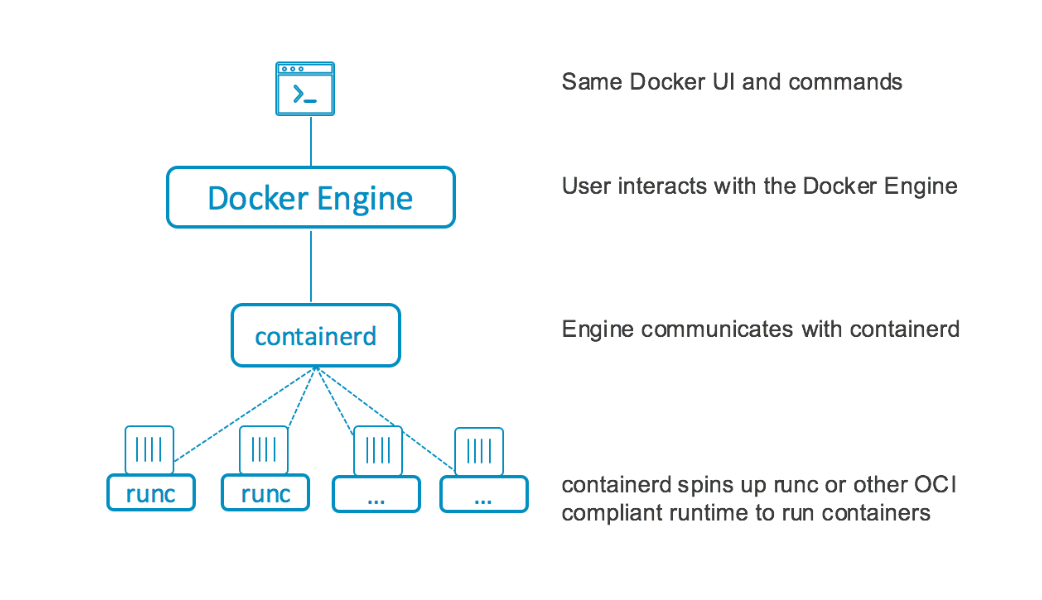 Same Docker UI and commands
Docker Engine
User interacts with the Docker Engine
containerd
Engine communicates with containerd
runc
runc
...
...
containerd spins up runc or other OCI
compliant runtime to run containers